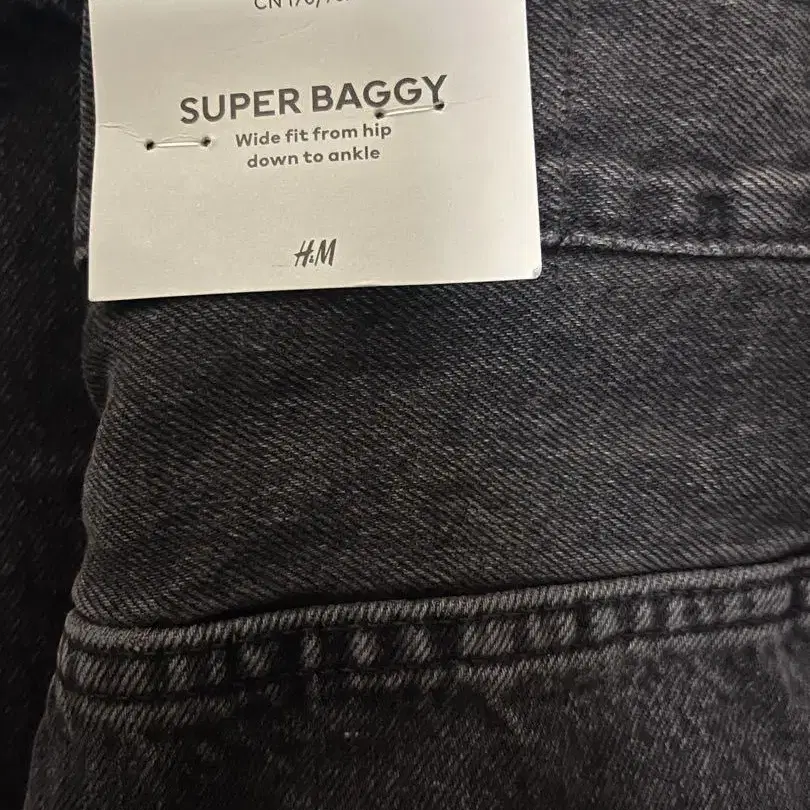 SUPER BAGGY
Wide fit from hip
down to ankle
H&M